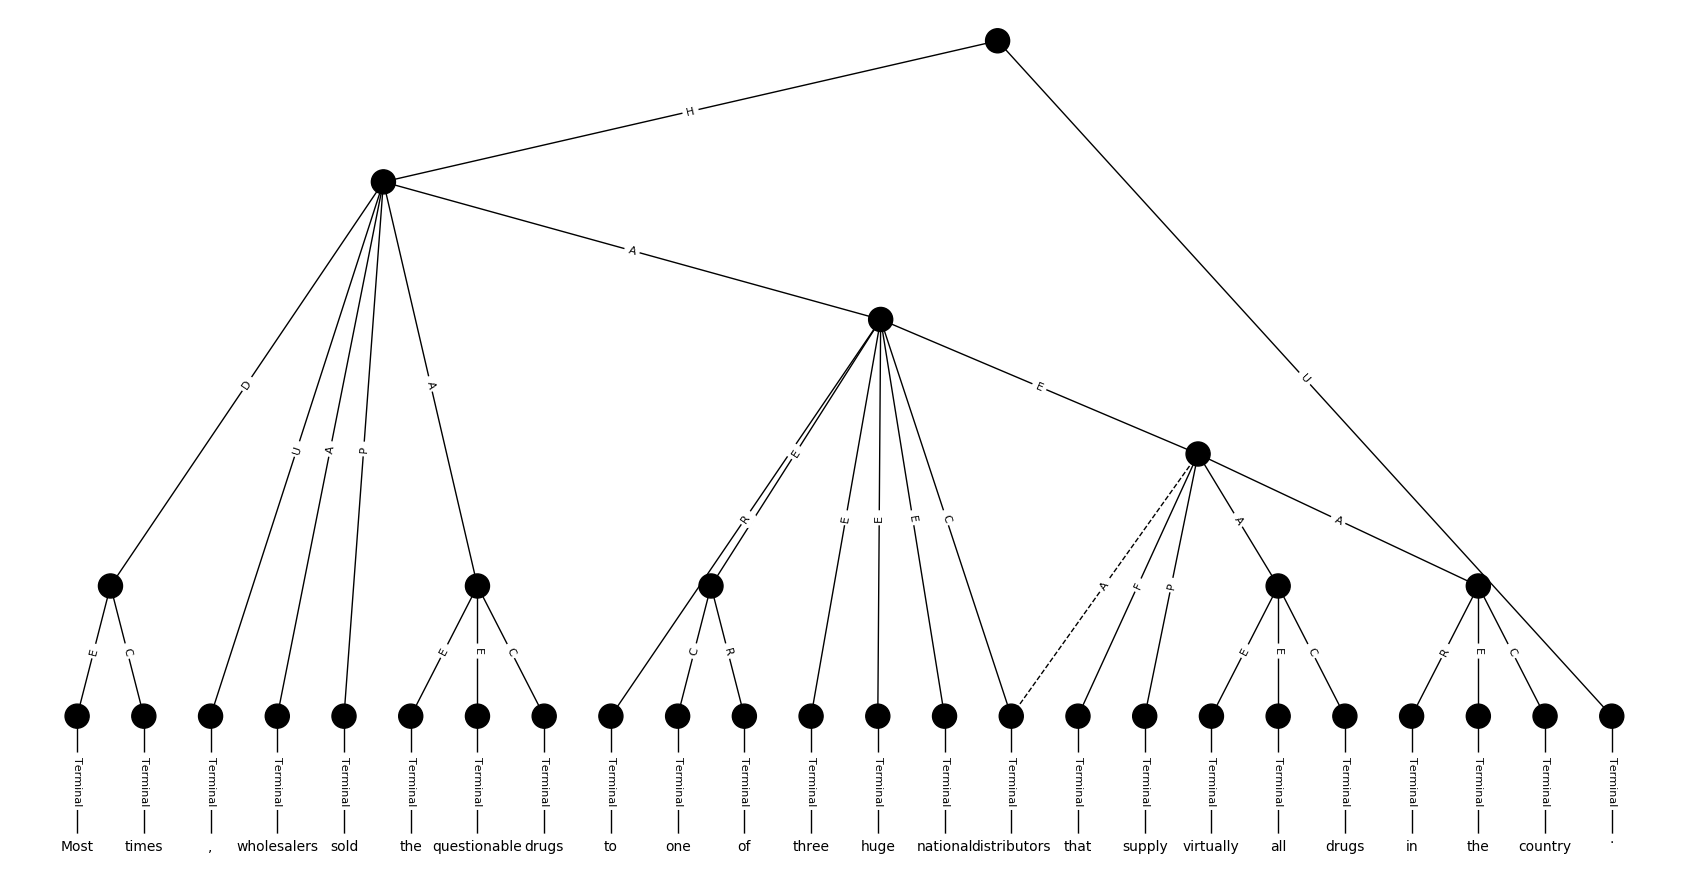 H
A
U
D
A
E
U
A
P
R
E
E
E
E
C
A
A
A
F
P
E
C
E
E
C
C
R
E
E
C
R
E
C
Terminal Terminal Terminal Terminal Terminal Terminal Terminal Terminal Terminal Terminal Terminal Terminal Terminal Terminal Terminal Terminal Terminal Terminal Terminal Terminal Terminal Terminal Terminal Terminal
Most times , wholesalers sold the questionable drugs to one of three huge national distributors that supply virtually all drugs in the country .